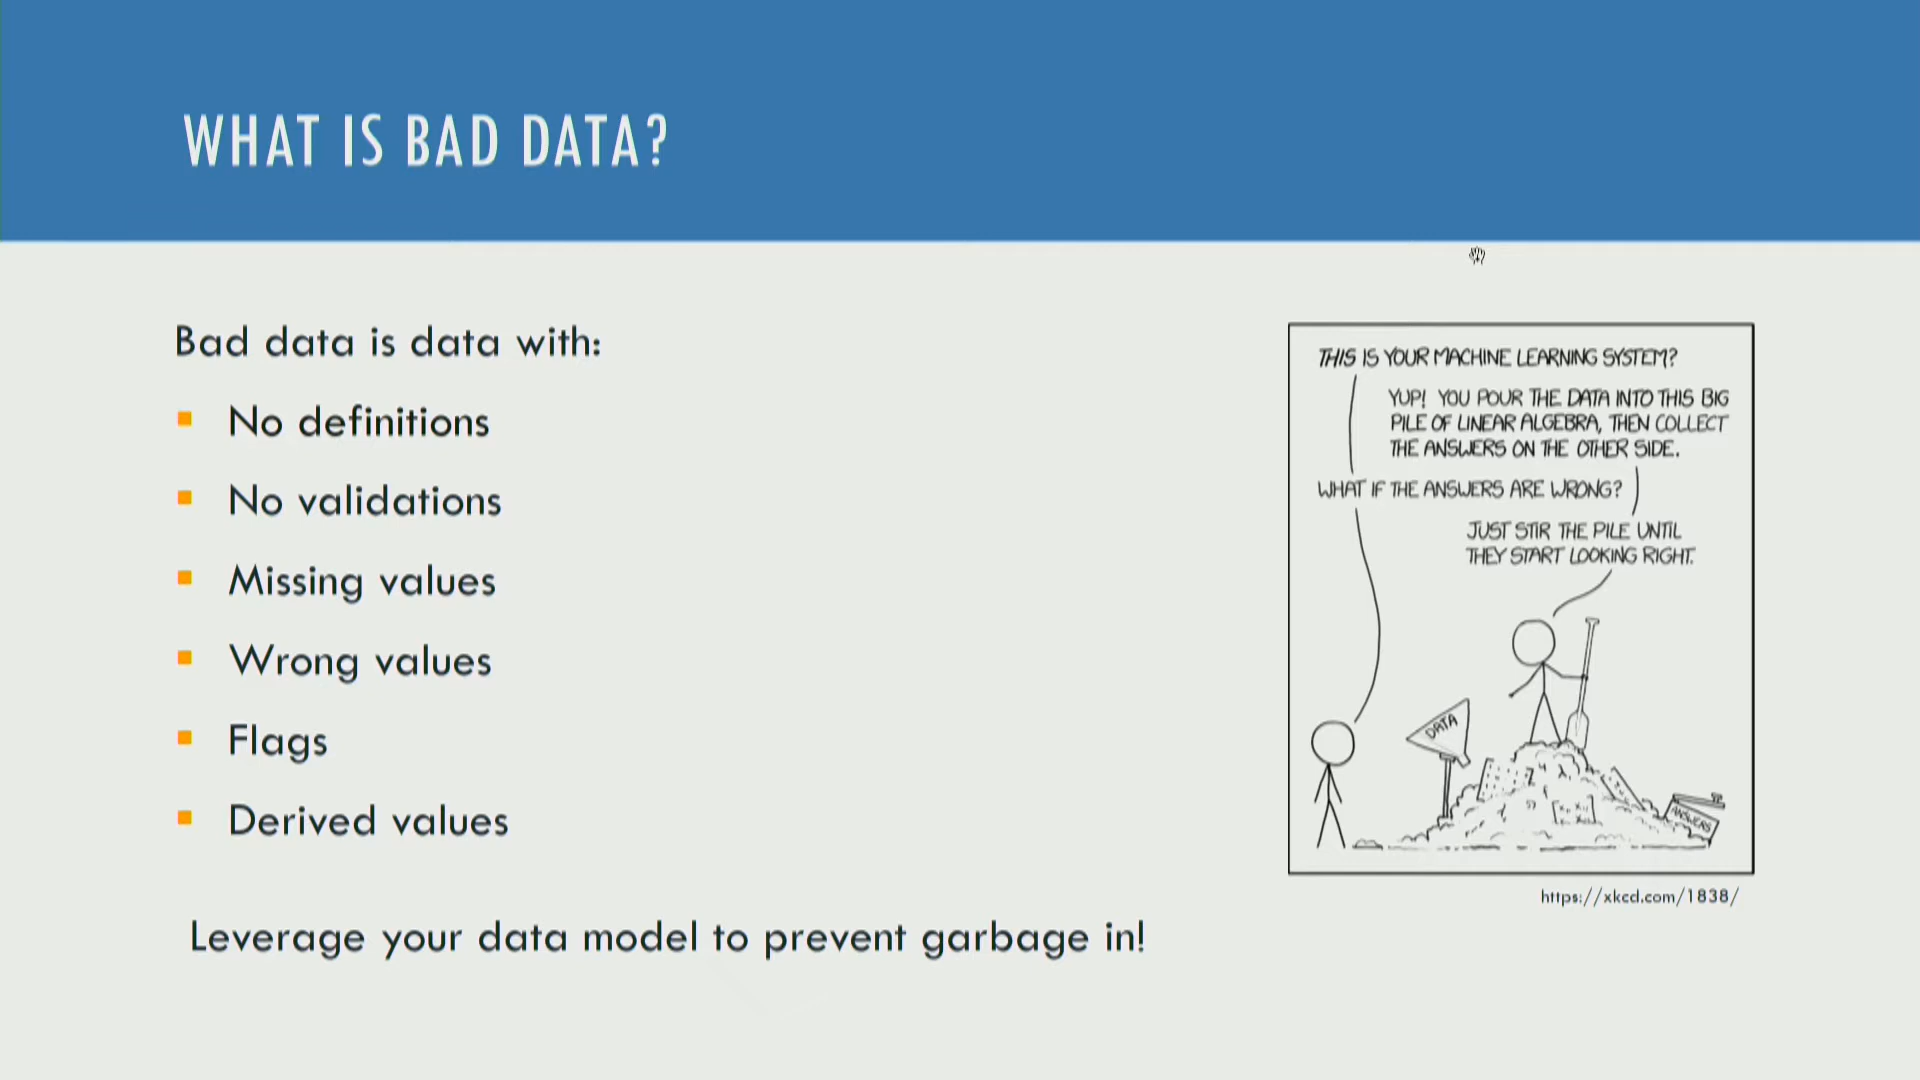 WHAT IS BAD DATA?
Bad data is data with:
No definitions
No validations
Missing values
Wrong values
Flags
Derived values
Leverage your data model to prevent garbage in!
THIS IS YOUR MACHINE LEARNING SYSTEM?
YUP! YOU POUR THE DATA INTO THIS BIG
PILE OF LINEAR ALGEBRA, THEN COLLECT
THE ANSWERS ON THE OTHER SIDE.
WHAT IF THE ANSWERS ARE WRONG?
JUST STIR THE PILE UNTIL
THEY START LOOKING RIGHT.
DATA
ANSWERS
https://xkcd.com/1838/